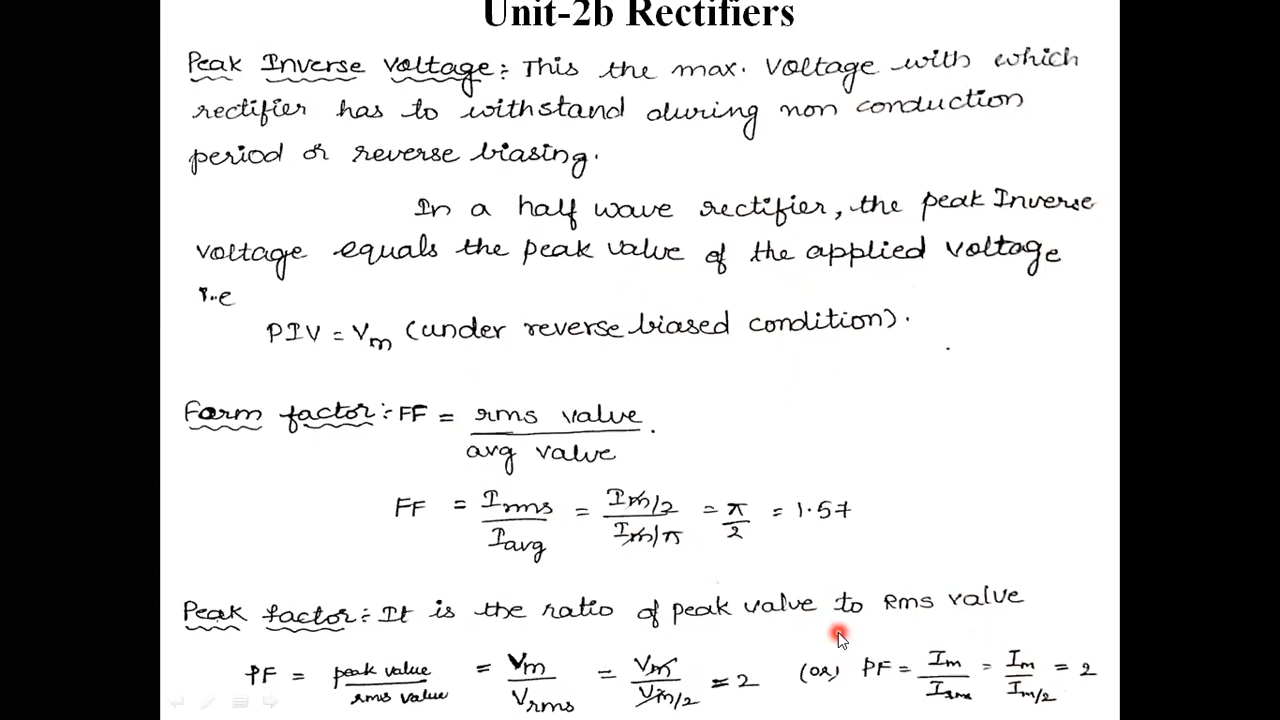 Unit-2b Rectifiers
Peak Inverse Voltage:- This the max. voltage with which
rectifier has to withstand during non conduction
period or reverse biasing.
In a half wave rectifier, the peak Inverse
voltage equals the peak value of the applied voltage
i.e
PIV = Vm (under reverse biased condition).
Form factor:- FF = rms value / avg value.
FF = Irms / Iavg = (Im/2) / (Im/π) = π/2 = 1.57
Peak factor:- It is the ratio of peak value to Rms value
PF = peak value / rms value = Vm / Vrms = Vm / (Vm/2) = 2 (or) PF = Im / Irms = Im / (Im/2) = 2